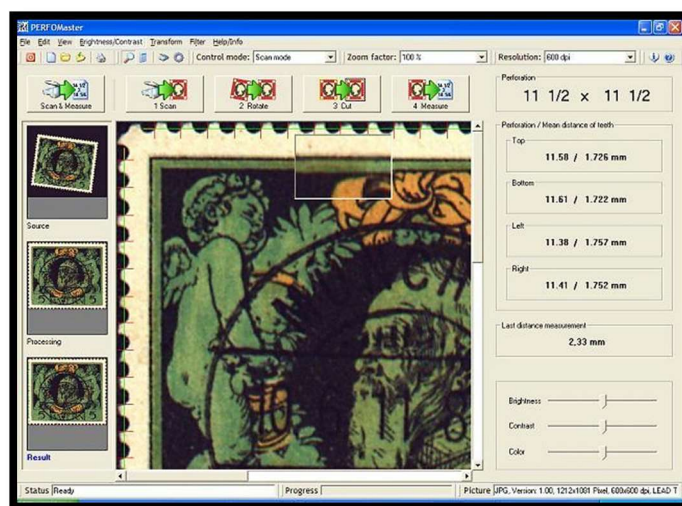 PERFOMaster
File Edit View Brightness/Contrast Transform Filter Help/Info
Control mode: Scan mode Zoom factor: 100 % Resolution: 600 dpi
Scan & Measure 1 Scan 2 Rotate 3 Cut 4 Measure
Perforation
11 1/2 x 11 1/2
Perforation / Mean distance of teeth
Top
11.58 / 1.726 mm
Bottom
11.61 / 1.722 mm
Left
11.38 / 1.757 mm
Right
11.41 / 1.752 mm
Last distance measurement
2,33 mm
Brightness
Contrast
Color
Source
Processing
Result
Status Ready Progress Picture JPG, Version: 1.00, 1212x1081 Pixel, 600x600 dpi, LEAD T